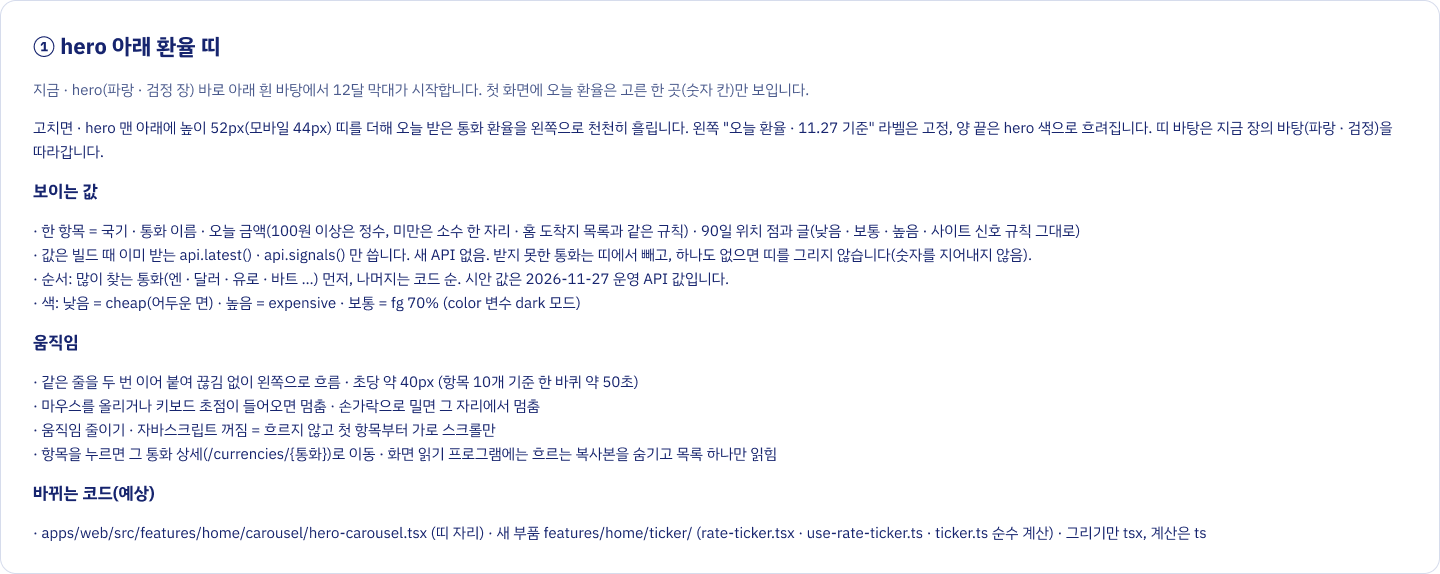 ① hero 아래 환율 띠
지금 · hero(파랑 · 검정 장) 바로 아래 흰 바탕에서 12달 막대가 시작합니다. 첫 화면에 오늘 환율은 고른 한 곳(숫자 칸)만 보입니다.
고치면 · hero 맨 아래에 높이 52px(모바일 44px) 띠를 더해 오늘 받은 통화 환율을 왼쪽으로 천천히 흘립니다. 왼쪽 "오늘 환율 · 11.27 기준" 라벨은 고정, 양 끝은 hero 색으로 흐려집니다. 띠 바탕은 지금 장의 바탕(파랑 · 검정)을
따라갑니다.
보이는 값
· 한 항목 = 국기 · 통화 이름 · 오늘 금액(100원 이상은 정수, 미만은 소수 한 자리 · 홈 도착지 목록과 같은 규칙) · 90일 위치 점과 글(낮음 · 보통 · 높음 · 사이트 신호 규칙 그대로)
· 값은 빌드 때 이미 받는 api.latest() · api.signals() 만 씁니다. 새 API 없음. 받지 못한 통화는 띠에서 빼고, 하나도 없으면 띠를 그리지 않습니다(숫자를 지어내지 않음).
· 순서: 많이 찾는 통화(엔 · 달러 · 유로 · 바트 …) 먼저, 나머지는 코드 순. 시안 값은 2026-11-27 운영 API 값입니다.
· 색: 낮음 = cheap(어두운 면) · 높음 = expensive · 보통 = fg 70% (color 변수 dark 모드)
움직임
· 같은 줄을 두 번 이어 붙여 끊김 없이 왼쪽으로 흐름 · 초당 약 40px (항목 10개 기준 한 바퀴 약 50초)
· 마우스를 올리거나 키보드 초점이 들어오면 멈춤 · 손가락으로 밀면 그 자리에서 멈춤
· 움직임 줄이기 · 자바스크립트 꺼짐 = 흐르지 않고 첫 항목부터 가로 스크롤만
· 항목을 누르면 그 통화 상세(/currencies/{통화})로 이동 · 화면 읽기 프로그램에는 흐르는 복사본을 숨기고 목록 하나만 읽힘
바뀌는 코드(예상)
· apps/web/src/features/home/carousel/hero-carousel.tsx (띠 자리) · 새 부품 features/home/ticker/ (rate-ticker.tsx · use-rate-ticker.ts · ticker.ts 순수 계산) · 그리기만 tsx, 계산은 ts